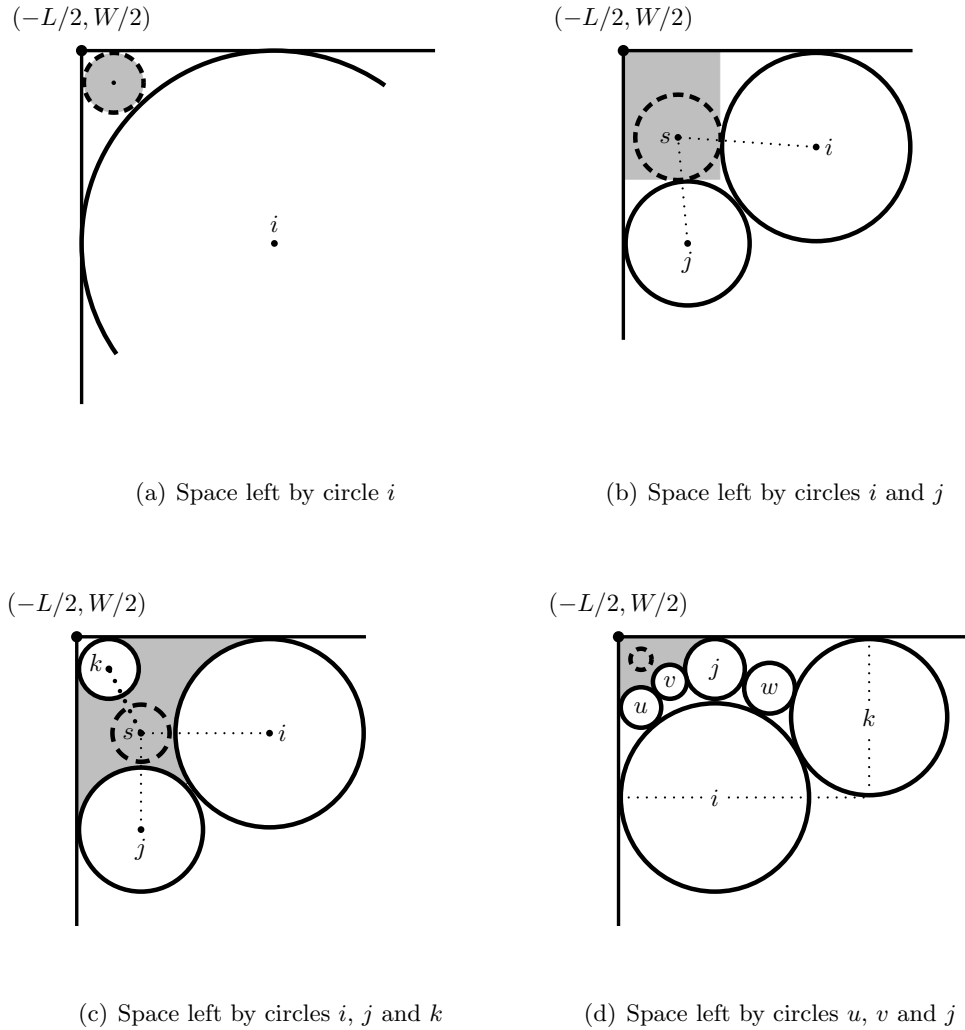 (−L/2, W/2)
(−L/2, W/2)
i
s
i
j
(a) Space left by circle i
(b) Space left by circles i and j
(−L/2, W/2)
(−L/2, W/2)
k
s
i
j
j
v
w
u
k
i
(c) Space left by circles i, j and k
(d) Space left by circles u, v and j